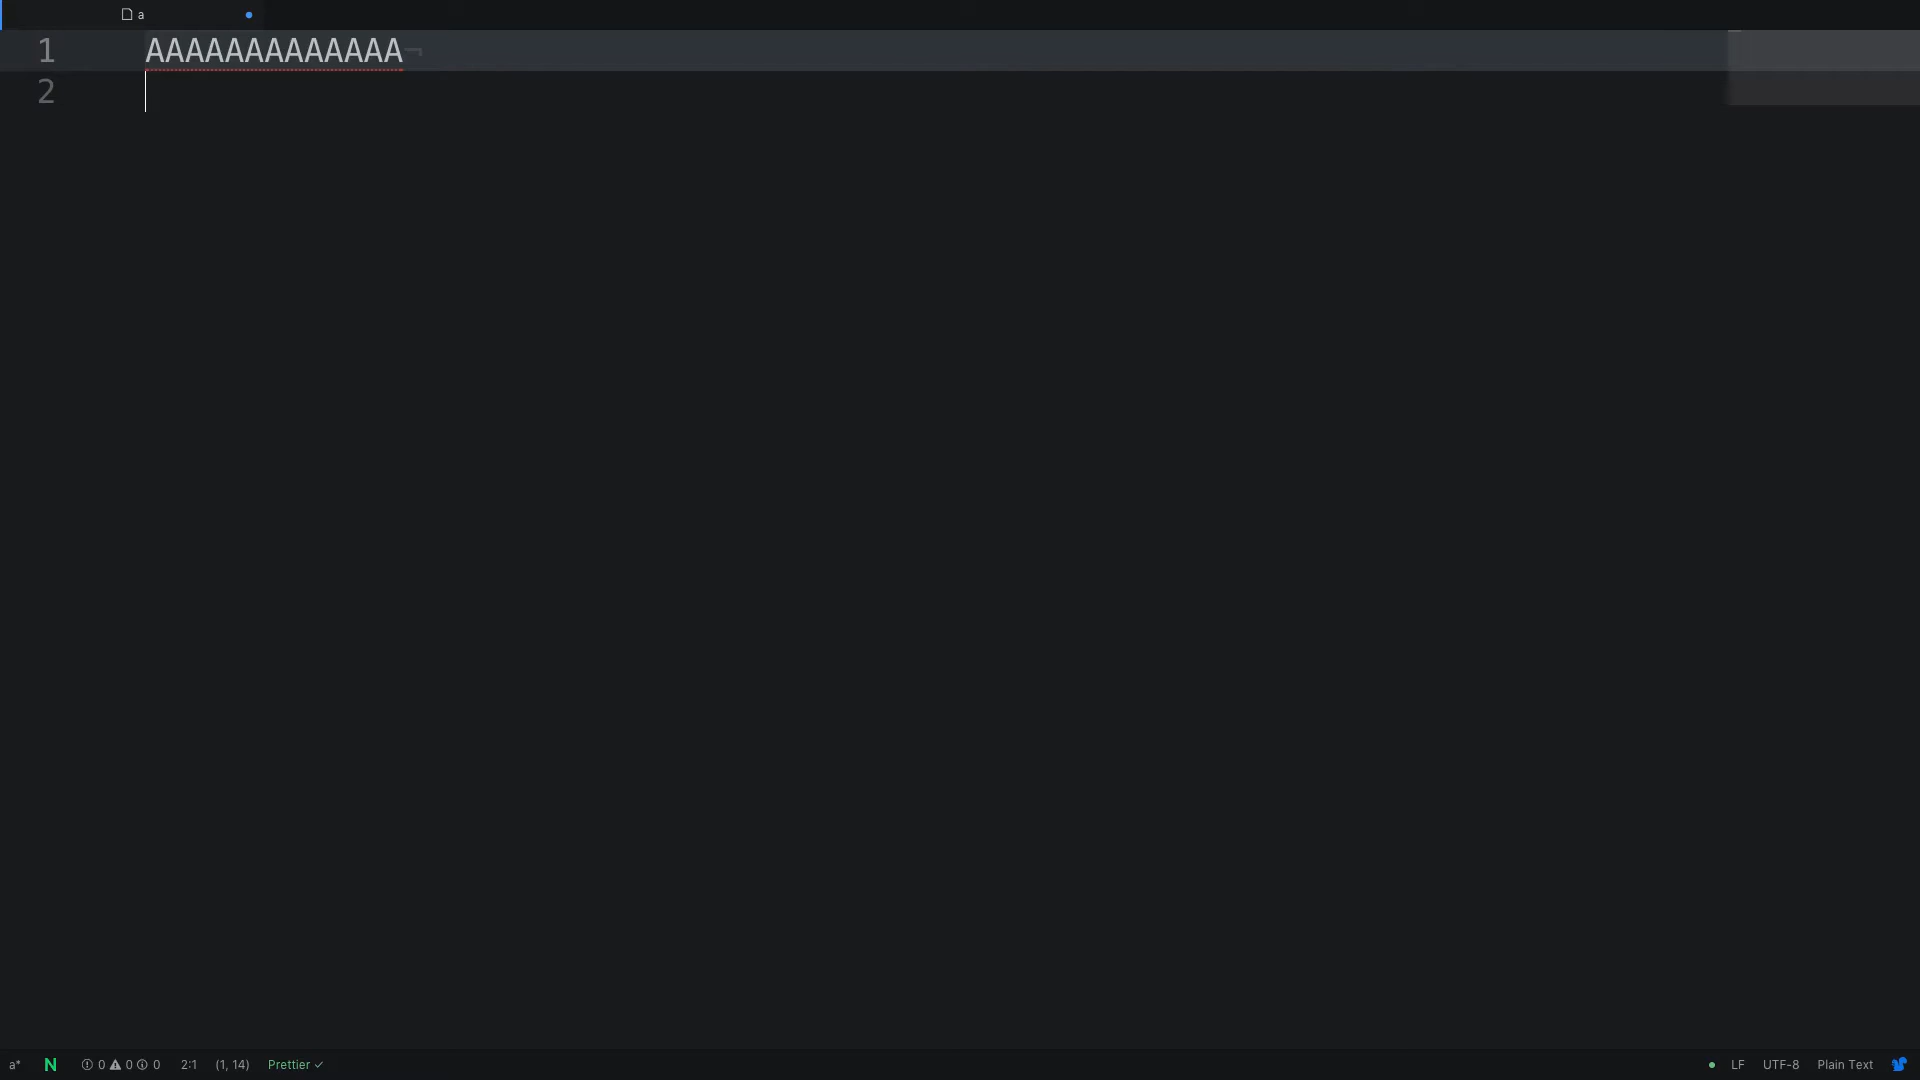 a
1 AAAAAAAAAAAAA¬
2
a* N 0 0 0 2:1 (1, 14) Prettier ✓ LF UTF-8 Plain Text